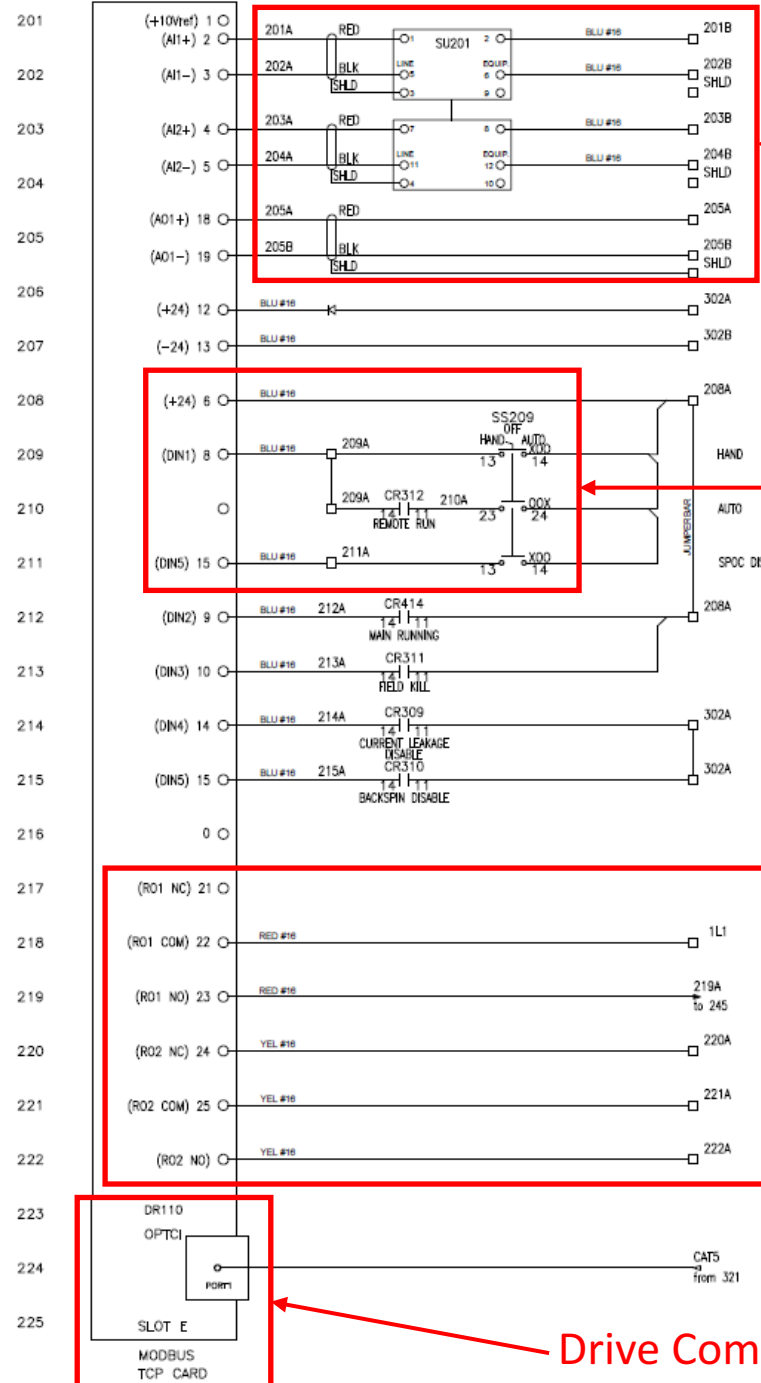 201 (+10Vref) 1
(AI1+) 2 201A RED 1 SU201 2 BLU #16 201B
202 (AI1-) 3 202A BLK LINE 5 EQUIP. 6 BLU #16 202B
SHLD 3 9 SHLD
203 (AI2+) 4 203A RED 7 8 BLU #16 203B
(AI2-) 5 204A BLK LINE 11 EQUIP. 12 BLU #16 204B
204 SHLD 4 10 SHLD
(AO1+) 18 205A RED 205A
205 (AO1-) 19 205B BLK 205B
SHLD SHLD
206 (+24) 12 BLU #16 302A
207 (-24) 13 BLU #16 302B
208 (+24) 6 BLU #16 208A
SS209
OFF
HAND AUTO
209 (DIN1) 8 BLU #16 209A 13 XOO 14 HAND
210 209A CR312 14 11 210A 23 OOX 24 AUTO
REMOTE RUN
JUMPERBAR
211 (DIN5) 15 BLU #16 211A 13 XOO 14 SPOC DI
212 (DIN2) 9 BLU #16 212A CR414 14 11 208A
MAIN RUNNING
213 (DIN3) 10 BLU #16 213A CR311 14 11
FIELD KILL
214 (DIN4) 14 BLU #16 214A CR309 14 11 302A
CURRENT LEAKAGE
DISABLE
215 (DIN5) 15 BLU #16 215A CR310 14 11 302A
BACKSPIN DISABLE
216 0
217 (RO1 NC) 21
218 (RO1 COM) 22 RED #16 1L1
219 (RO1 NO) 23 RED #16 219A
to 245
220 (RO2 NC) 24 YEL #16 220A
221 (RO2 COM) 25 YEL #16 221A
222 (RO2 NO) YEL #16 222A
223 DR110
OPTCI
224 PORT1 CAT5
from 321
225 SLOT E
MODBUS
TCP CARD
Drive Com